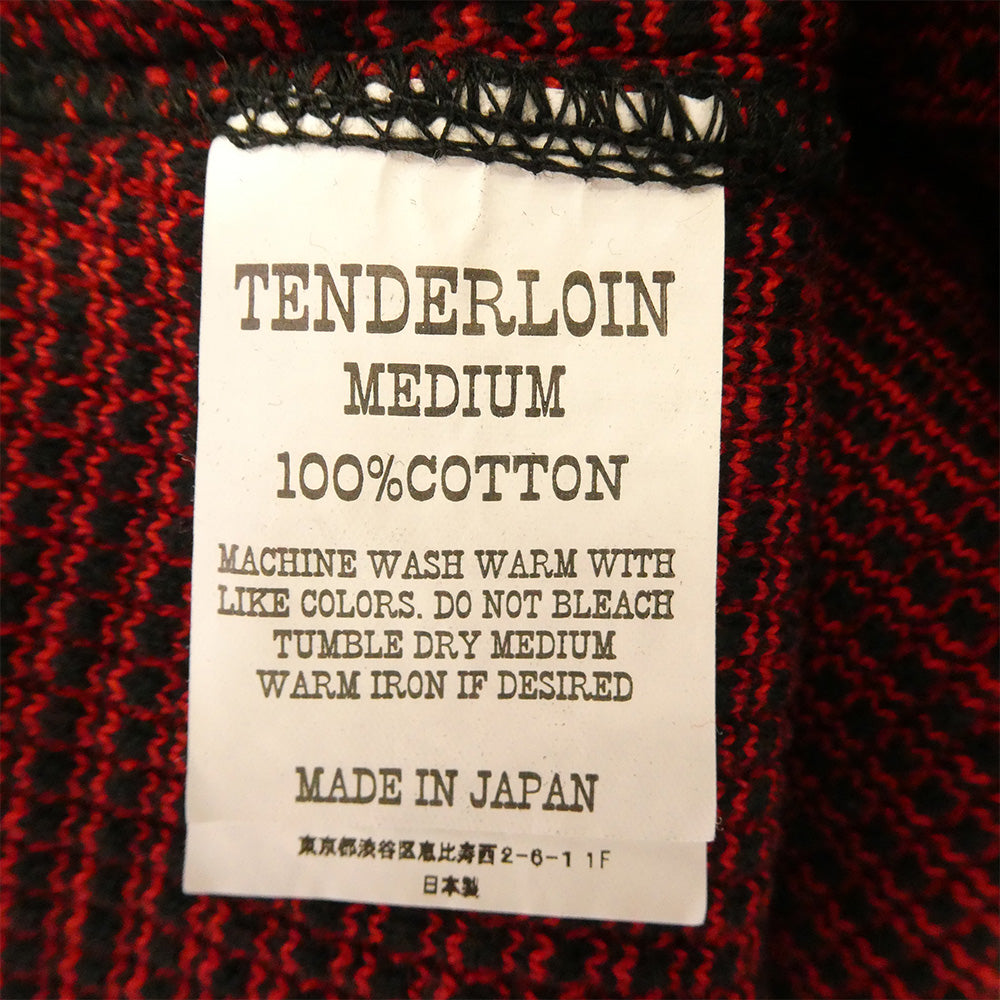 TENDERLOIN
MEDIUM
100%COTTON
MACHINE WASH WARM WITH
LIKE COLORS. DO NOT BLEACH
TUMBLE DRY MEDIUM
WARM IRON IF DESIRED
MADE IN JAPAN
東京都渋谷区恵比寿西2-6-1 1F
日本製